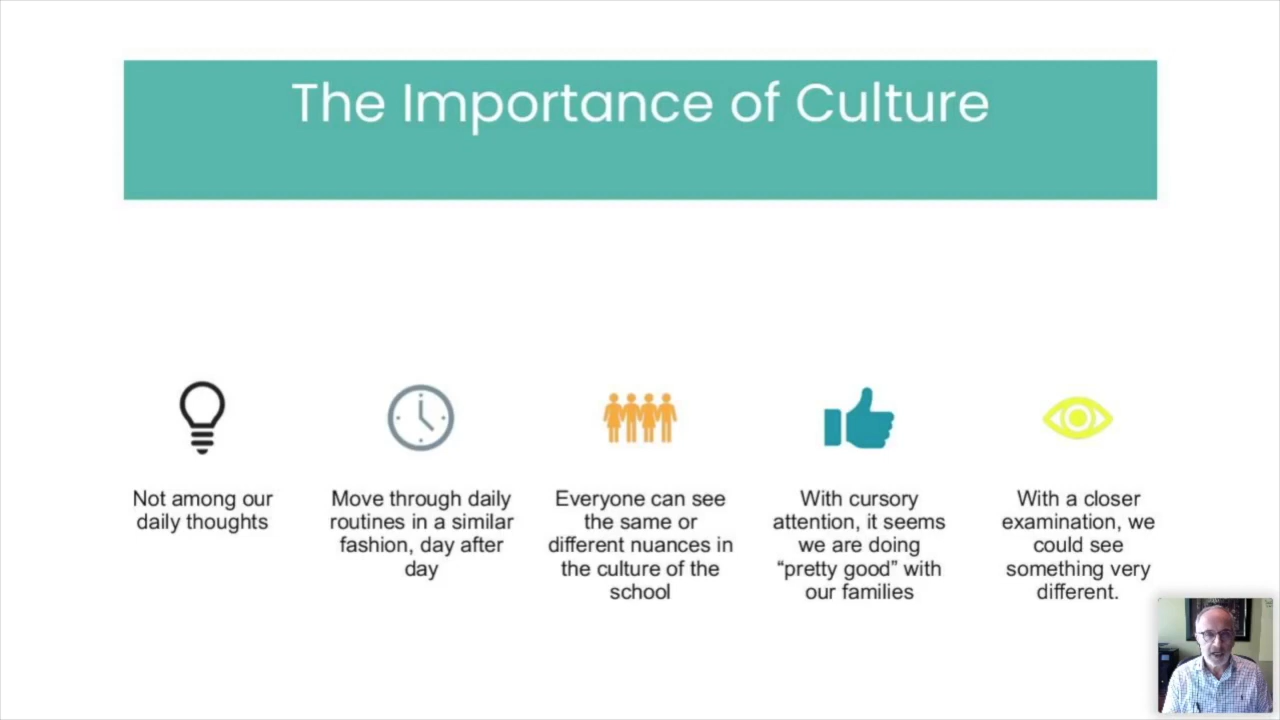 The Importance of Culture
Not among our
daily thoughts
Move through daily
routines in a similar
fashion, day after
day
Everyone can see
the same or
different nuances in
the culture of the
school
With cursory
attention, it seems
we are doing
“pretty good” with
our families
With a closer
examination, we
could see
something very
different.